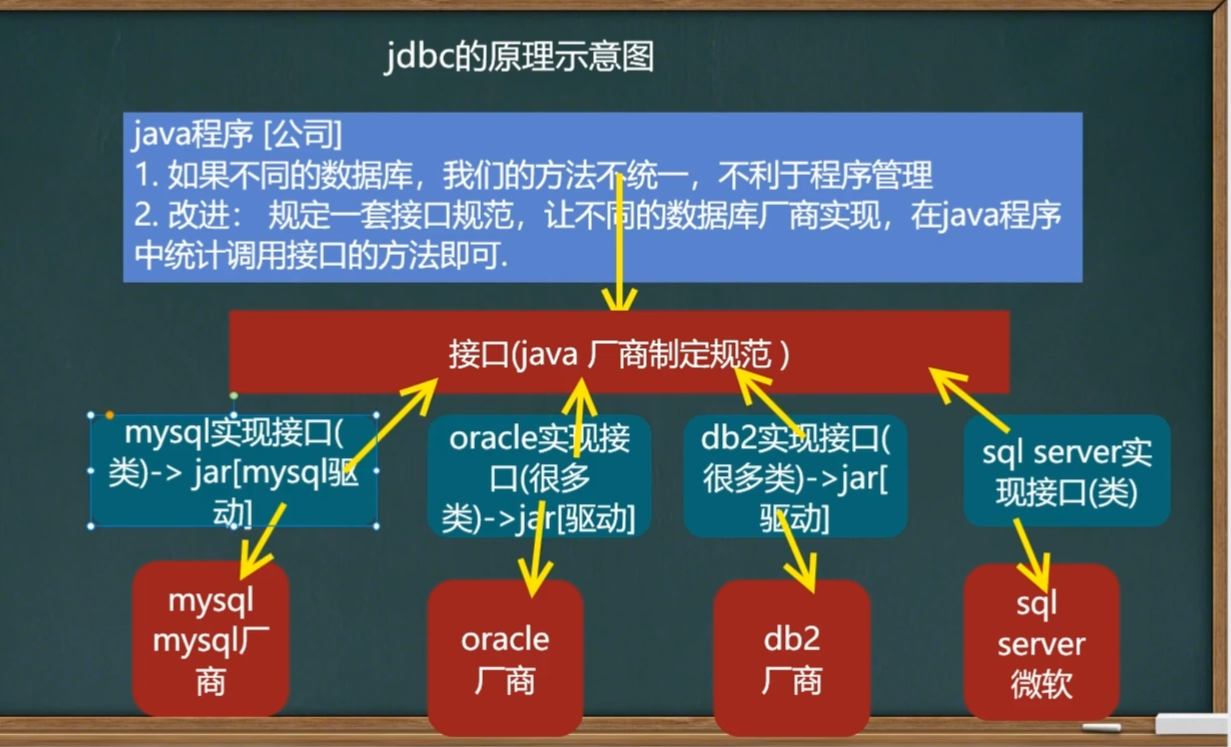 jdbc的原理示意图
java程序 [公司]
1. 如果不同的数据库，我们的方法不统一，不利于程序管理
2. 改进： 规定一套接口规范，让不同的数据库厂商实现，在java程序
中统计调用接口的方法即可.
接口(java 厂商制定规范 )
mysql实现接口(
类)-> jar[mysql驱
动]
oracle实现接
口(很多
类)->jar[驱动]
db2实现接口(
很多类)->jar[
驱动]
sql server实
现接口(类)
mysql
mysql厂
商
oracle
厂商
db2
厂商
sql
server
微软